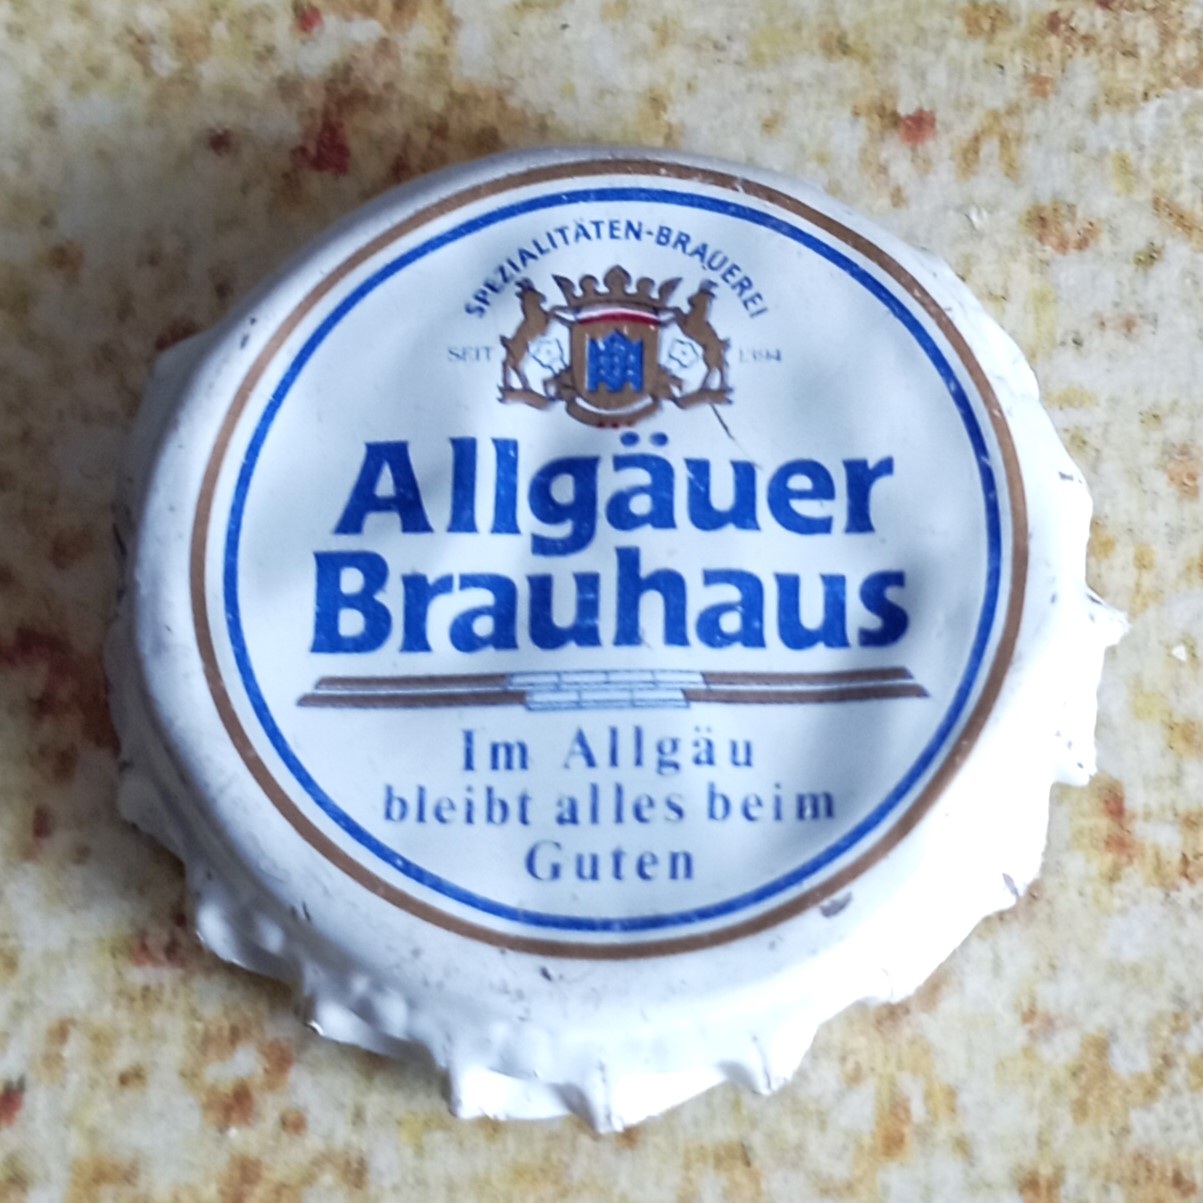 SPEZIALITÄTEN-BRAUEREI
SEIT 1394
Allgäuer
Brauhaus
Im Allgäu
bleibt alles beim
Guten